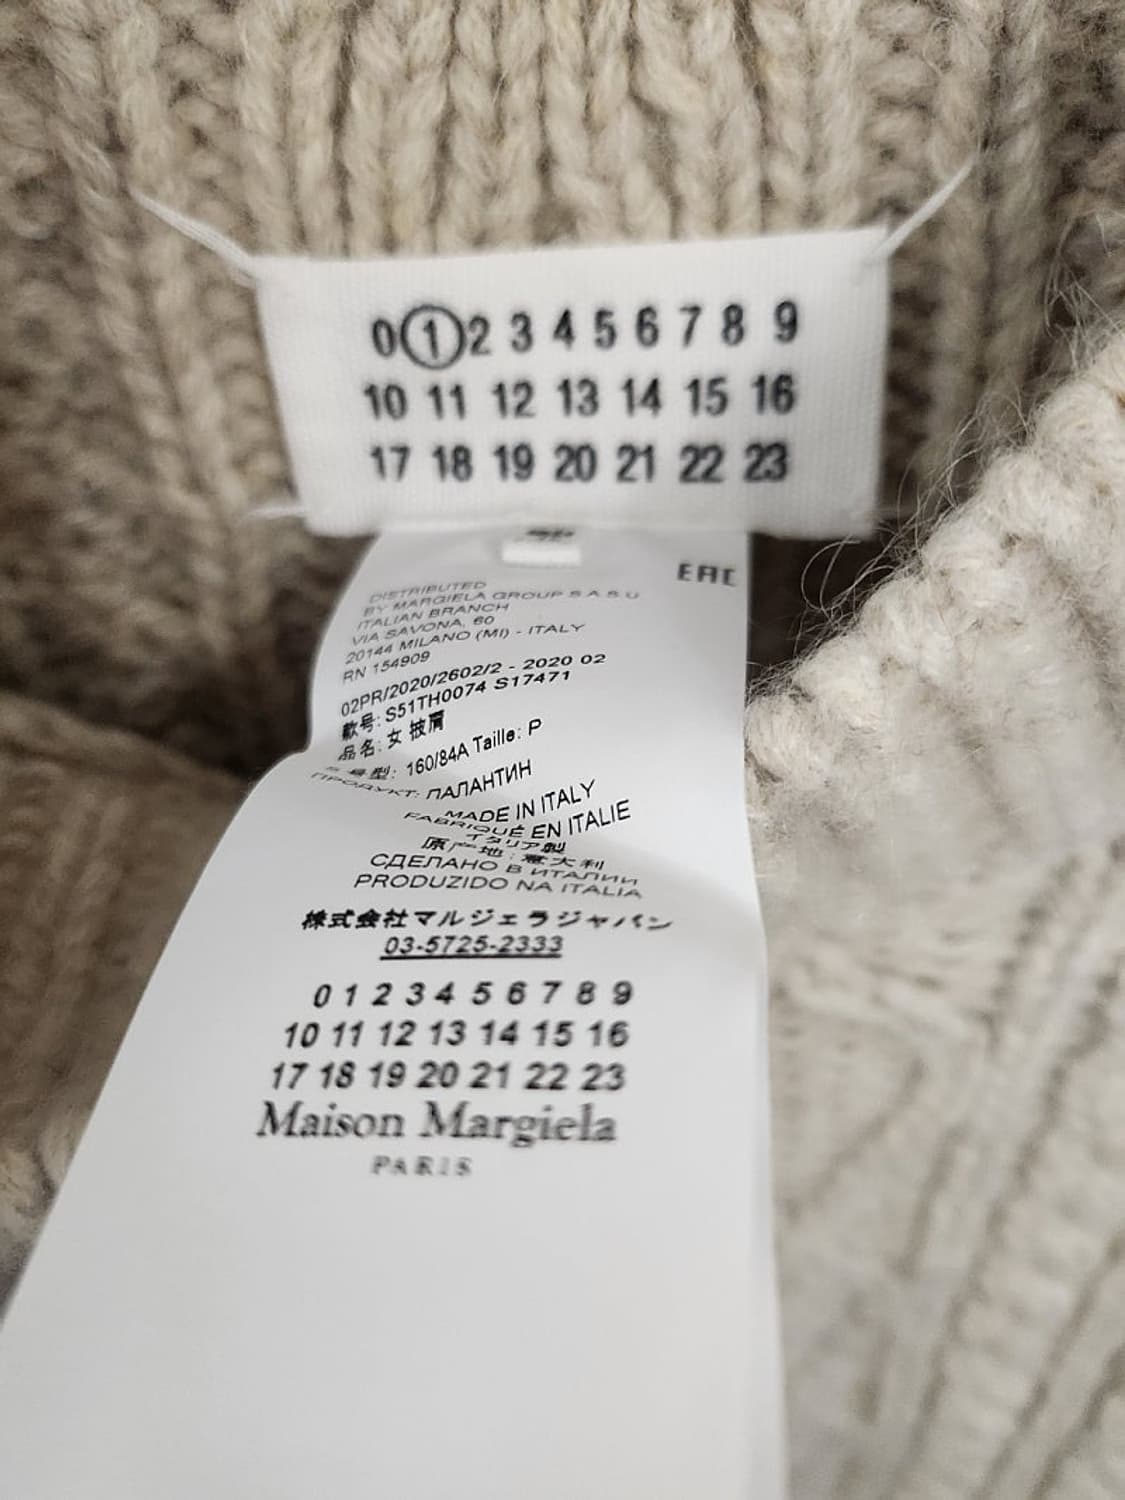 0 1 2 3 4 5 6 7 8 9
10 11 12 13 14 15 16
17 18 19 20 21 22 23
EAC
DISTRIBUTED
BY MARGIELA GROUP S.A.S.U
ITALIAN BRANCH
VIA SAVONA, 60
20144 MILANO (MI) - ITALY
RN 154909
02PR/2020/2602/2 - 2020 02
款号: S51TH0074 S17471
品名: 女 披肩
号型: 160/84A Taille: P
ПРОДУКТ: ПАЛАНТИН
MADE IN ITALY
FABRIQUÉ EN ITALIE
イタリア製
原产地: 意大利
СДЕЛАНО В ИТАЛИИ
PRODUZIDO NA ITALIA
株式会社マルジェラジャパン
03-5725-2333
0 1 2 3 4 5 6 7 8 9
10 11 12 13 14 15 16
17 18 19 20 21 22 23
Maison Margiela
PARIS